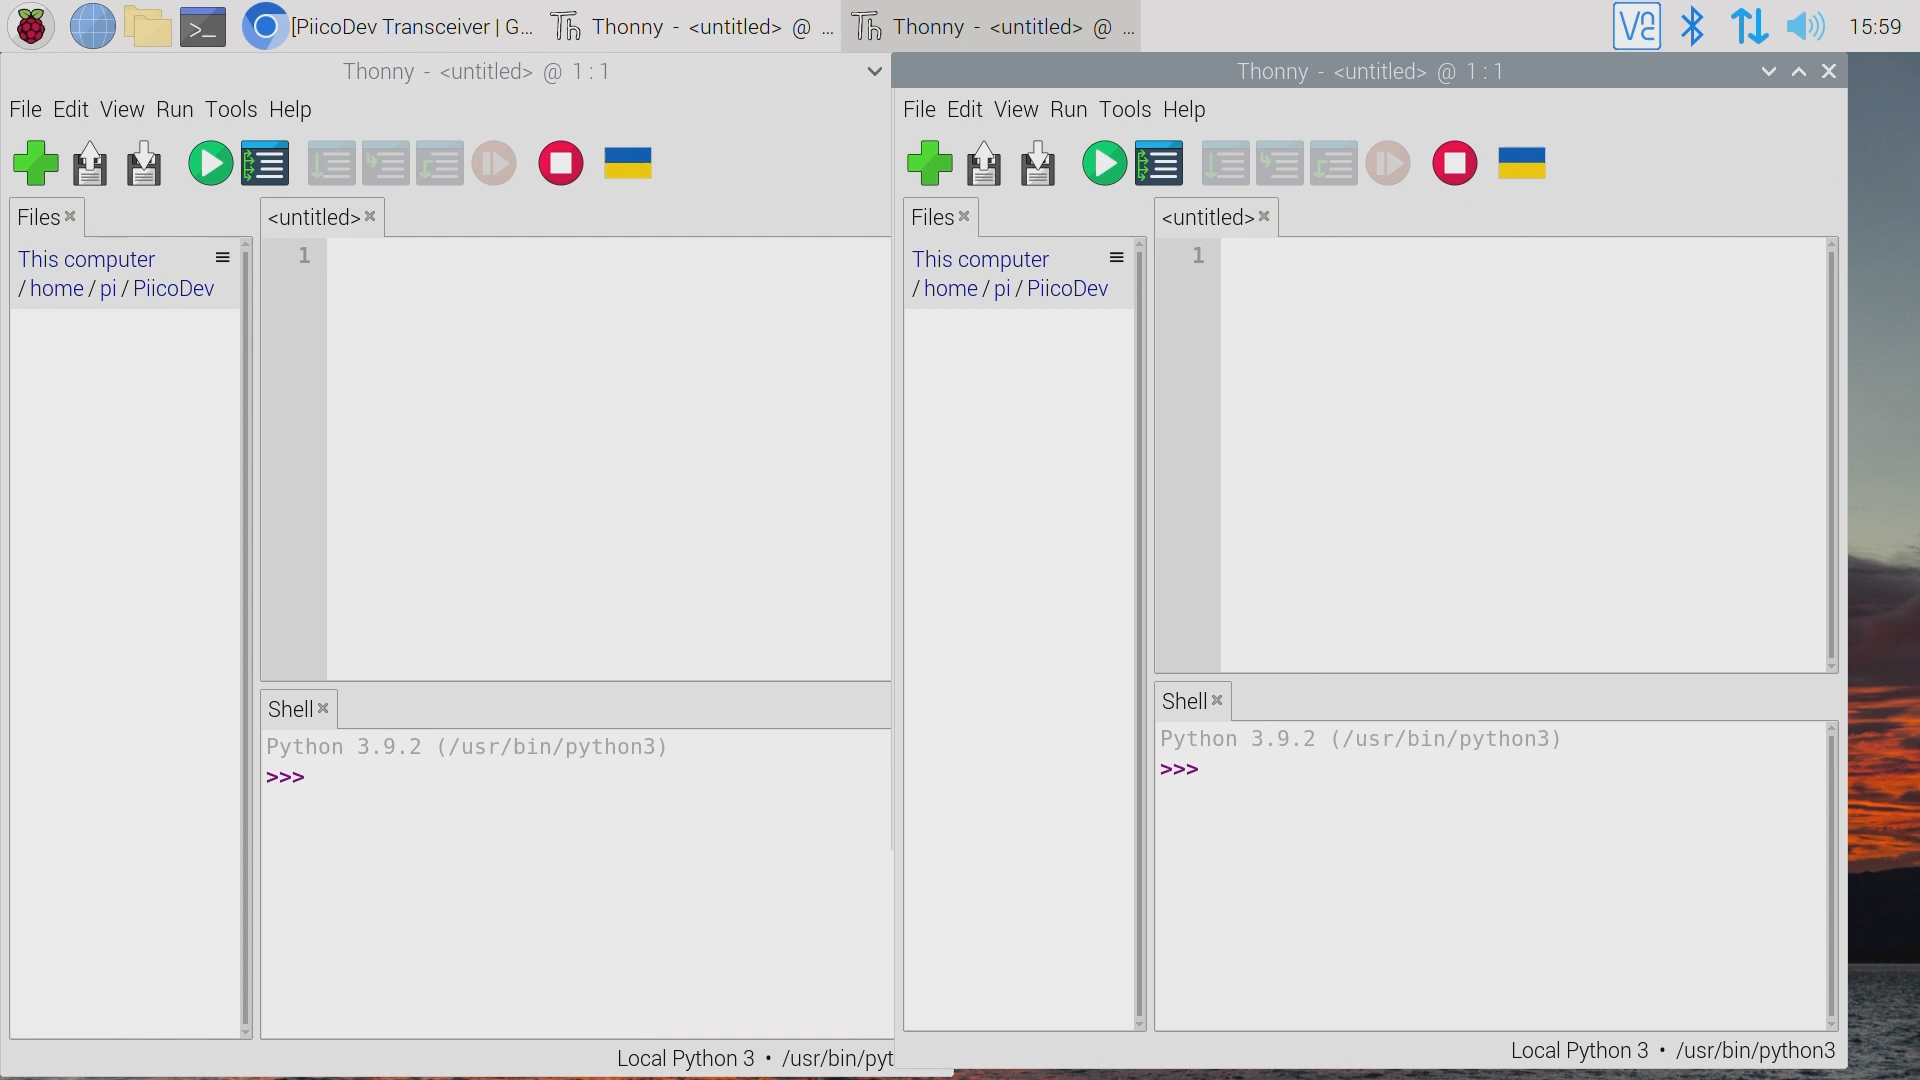 [PiicoDev Transceiver | G... Thonny - <untitled> @ ... Thonny - <untitled> @ ... 15:59
Thonny - <untitled> @ 1 : 1
File Edit View Run Tools Help
Files
This computer
/ home / pi / PiicoDev
<untitled>
1
Shell
Python 3.9.2 (/usr/bin/python3)
>>>
Local Python 3 • /usr/bin/pyt
Thonny - <untitled> @ 1 : 1
File Edit View Run Tools Help
Files
This computer
/ home / pi / PiicoDev
<untitled>
1
Shell
Python 3.9.2 (/usr/bin/python3)
>>>
Local Python 3 • /usr/bin/python3